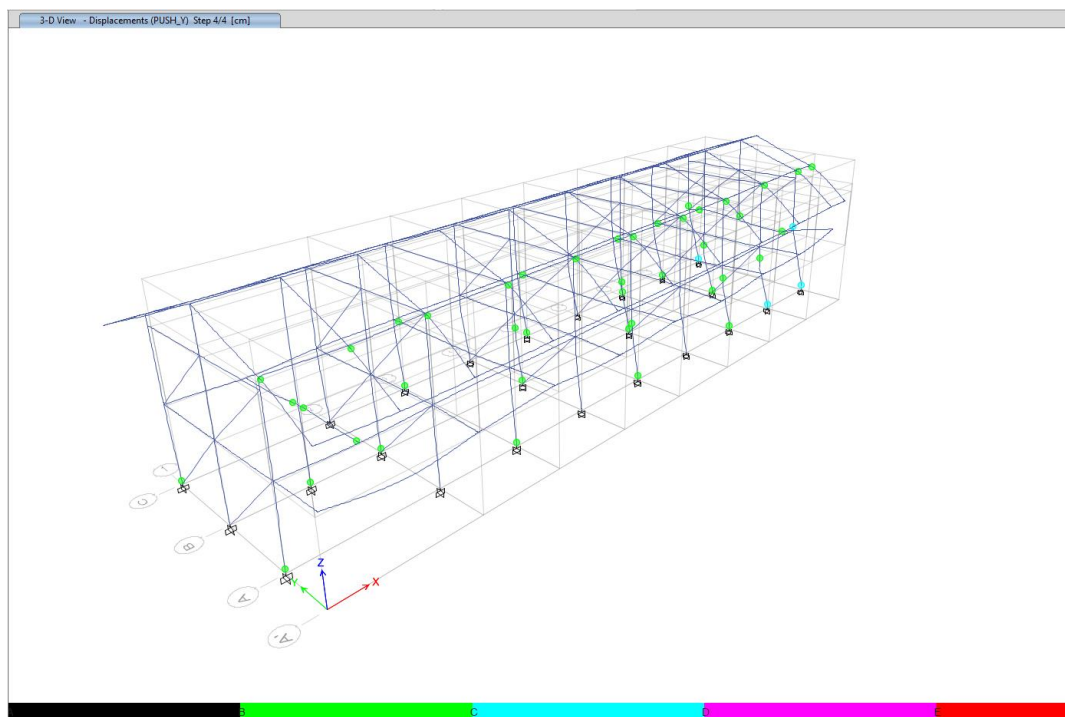 3-D View - Displacements (PUSH_Y) Step 4/4 [cm]
1
C
B
A
A'
Z
Y
X
B
C
D
E